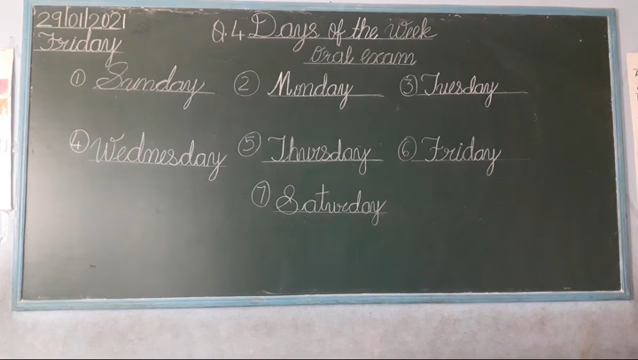 29/01/2021
Friday
Q.4 Days of the Week
Oral exam
① Sunday ② Monday ③ Tuesday
④ Wednesday ⑤ Thursday ⑥ Friday
⑦ Saturday